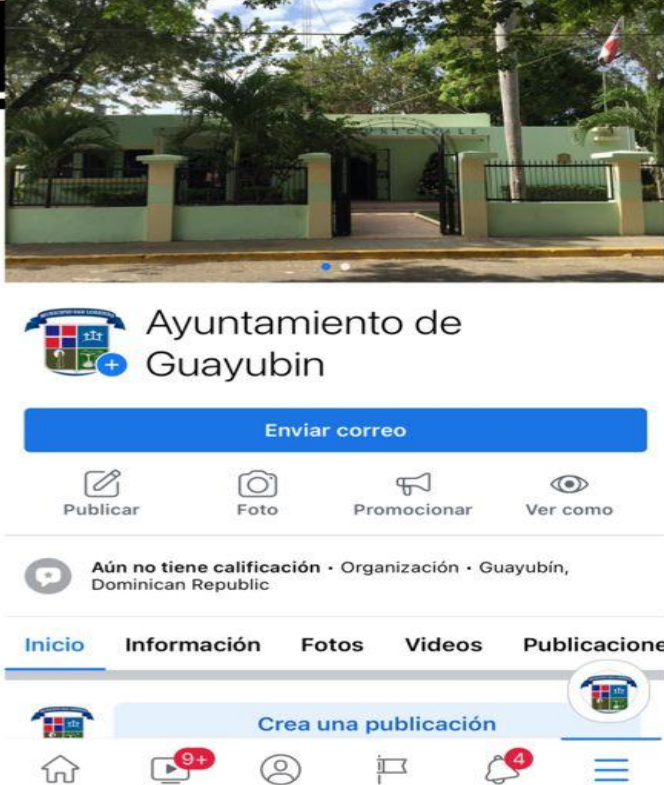 Ayuntamiento de
Guayubin
Enviar correo
Publicar
Foto
Promocionar
Ver como
Aún no tiene calificación · Organización · Guayubín,
Dominican Republic
Inicio
Información
Fotos
Videos
Publicacione
Crea una publicación
9+
4